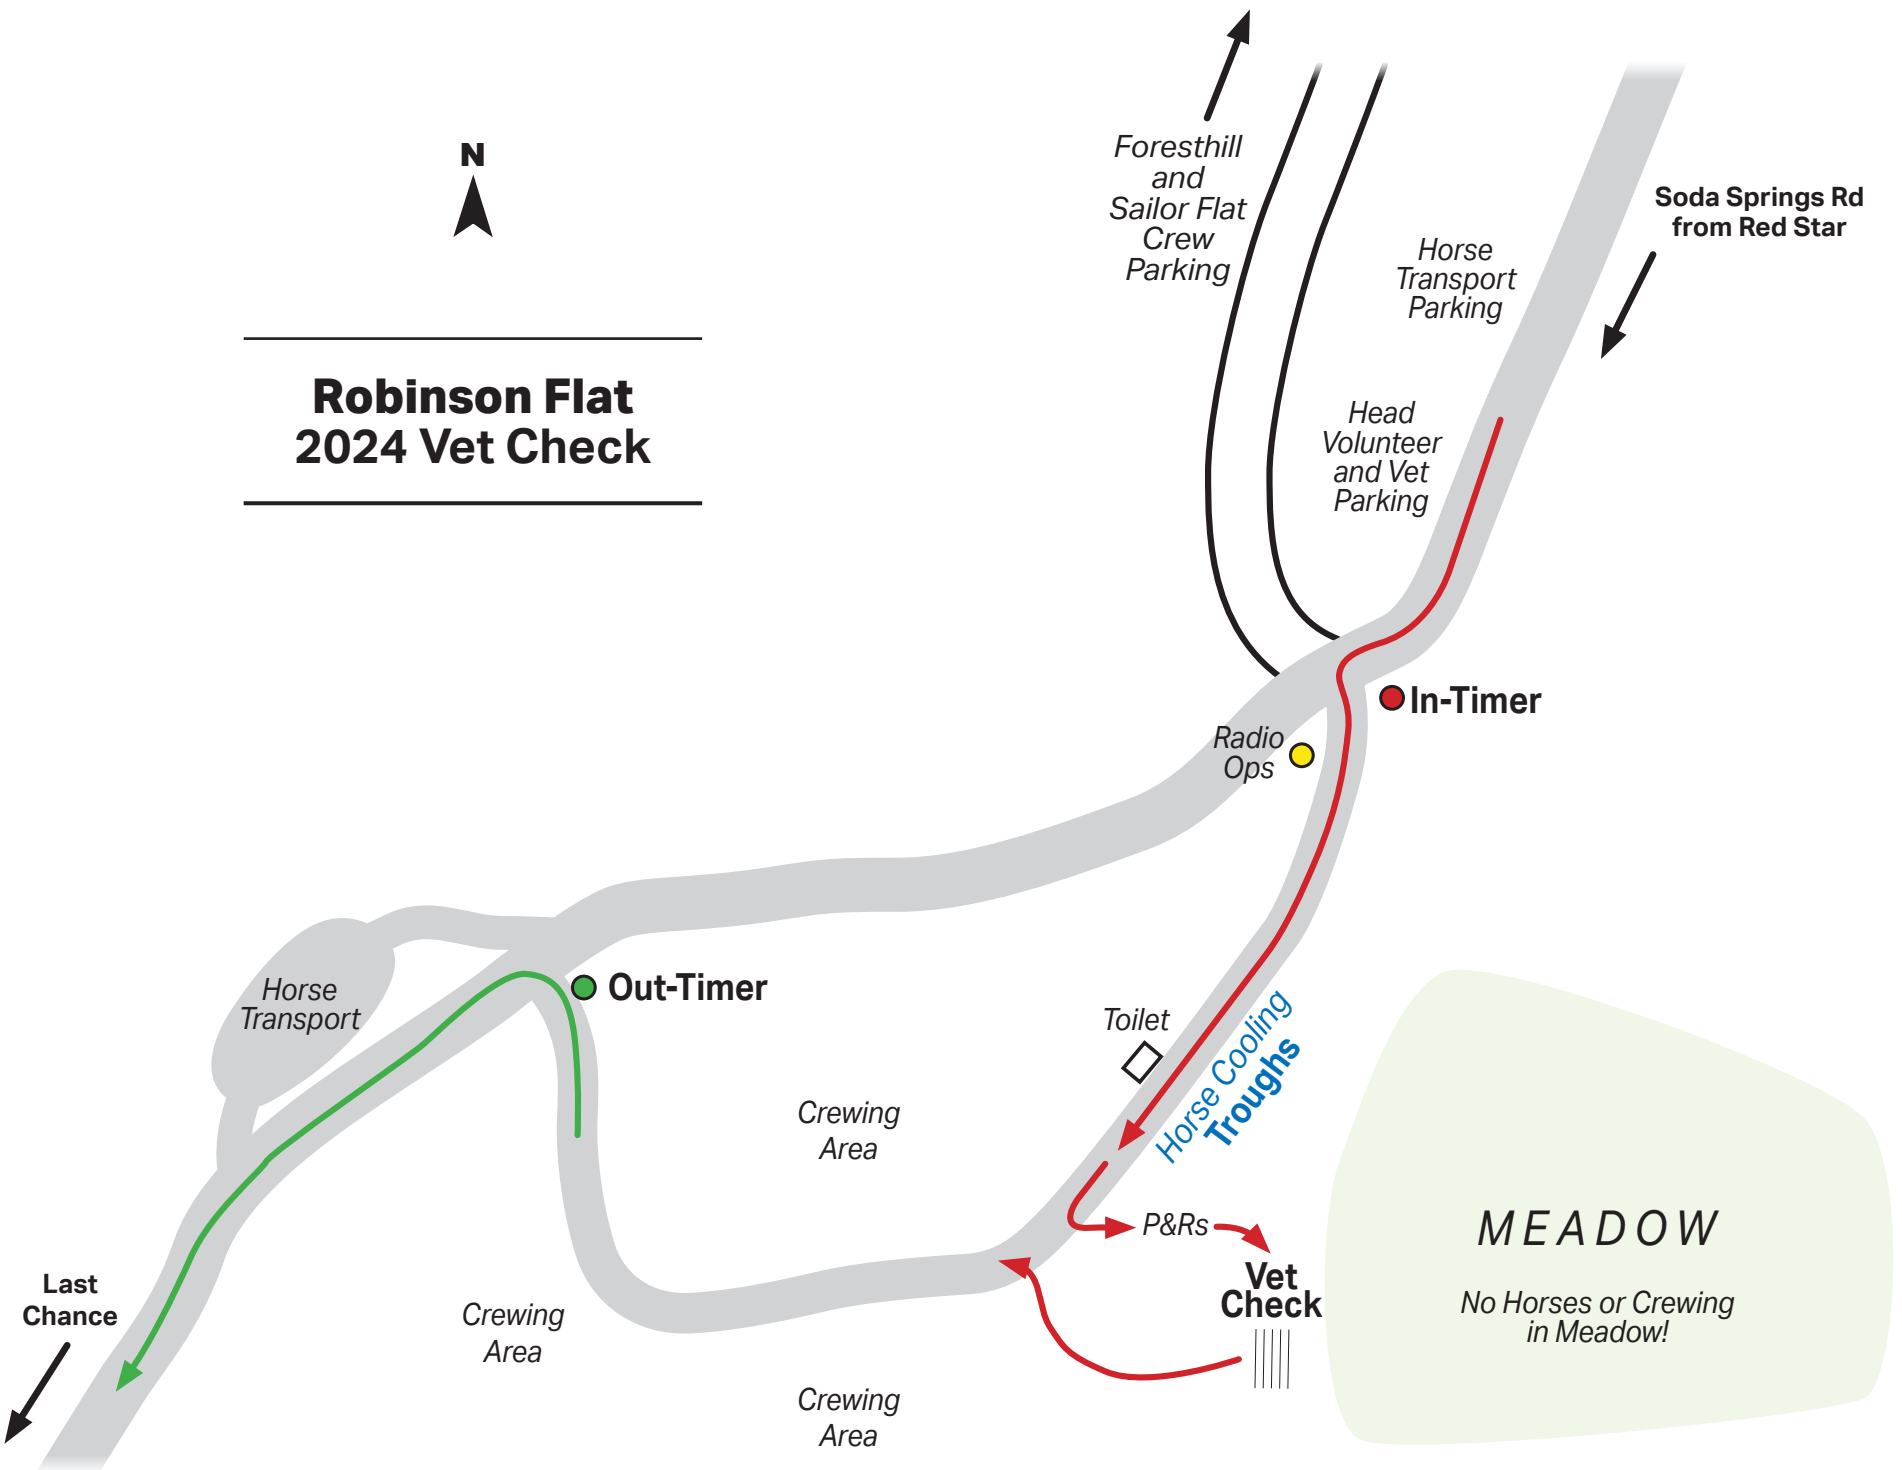 N
Robinson Flat
2024 Vet Check
Foresthill
and
Sailor Flat
Crew
Parking
Soda Springs Rd
from Red Star
Horse
Transport
Parking
Head
Volunteer
and Vet
Parking
In-Timer
Radio
Ops
Out-Timer
Horse
Transport
Toilet
Horse Cooling
Troughs
Crewing
Area
P&Rs
Vet
Check
MEADOW
No Horses or Crewing
in Meadow!
Last
Chance
Crewing
Area
Crewing
Area